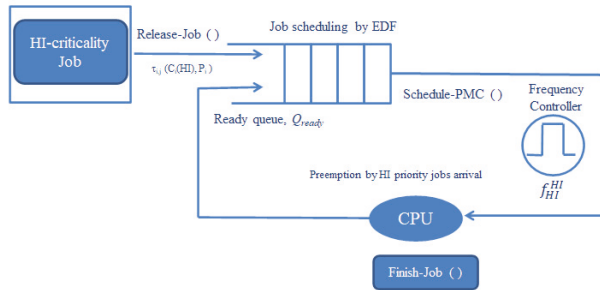 HI-criticality
Job
Release-Job ( )
τi,j (Ci(HI), Pi )
Job scheduling by EDF
Ready queue, Qready
Schedule-PMC ( )
Frequency
Controller
f HI HI
Preemption by HI priority jobs arrival
CPU
Finish-Job ( )